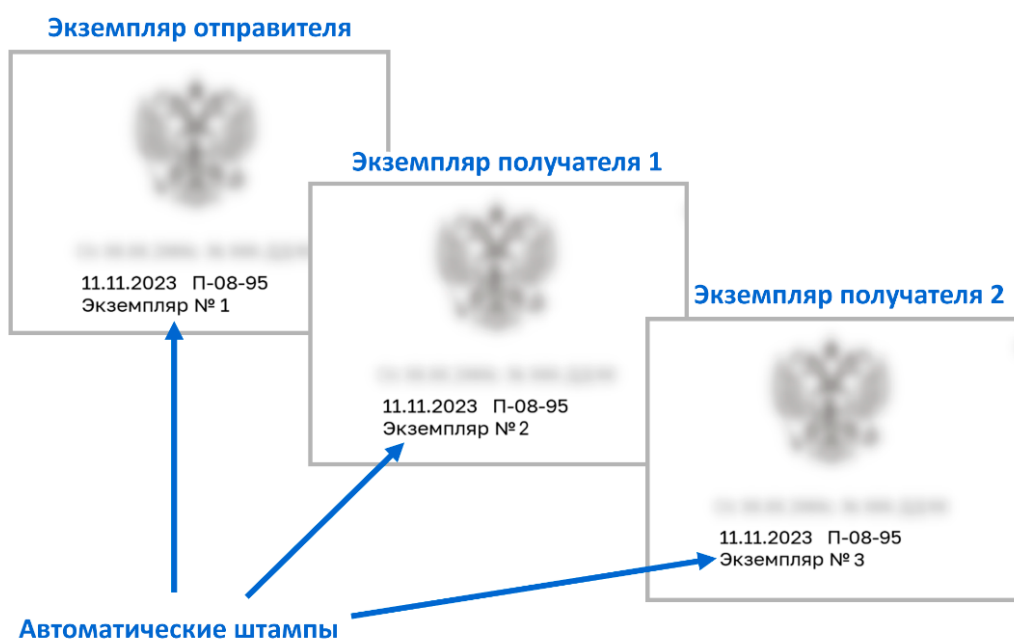 Экземпляр отправителя
11.11.2023 П-08-95
Экземпляр № 1
Экземпляр получателя 1
11.11.2023 П-08-95
Экземпляр № 2
Экземпляр получателя 2
11.11.2023 П-08-95
Экземпляр № 3
Автоматические штампы